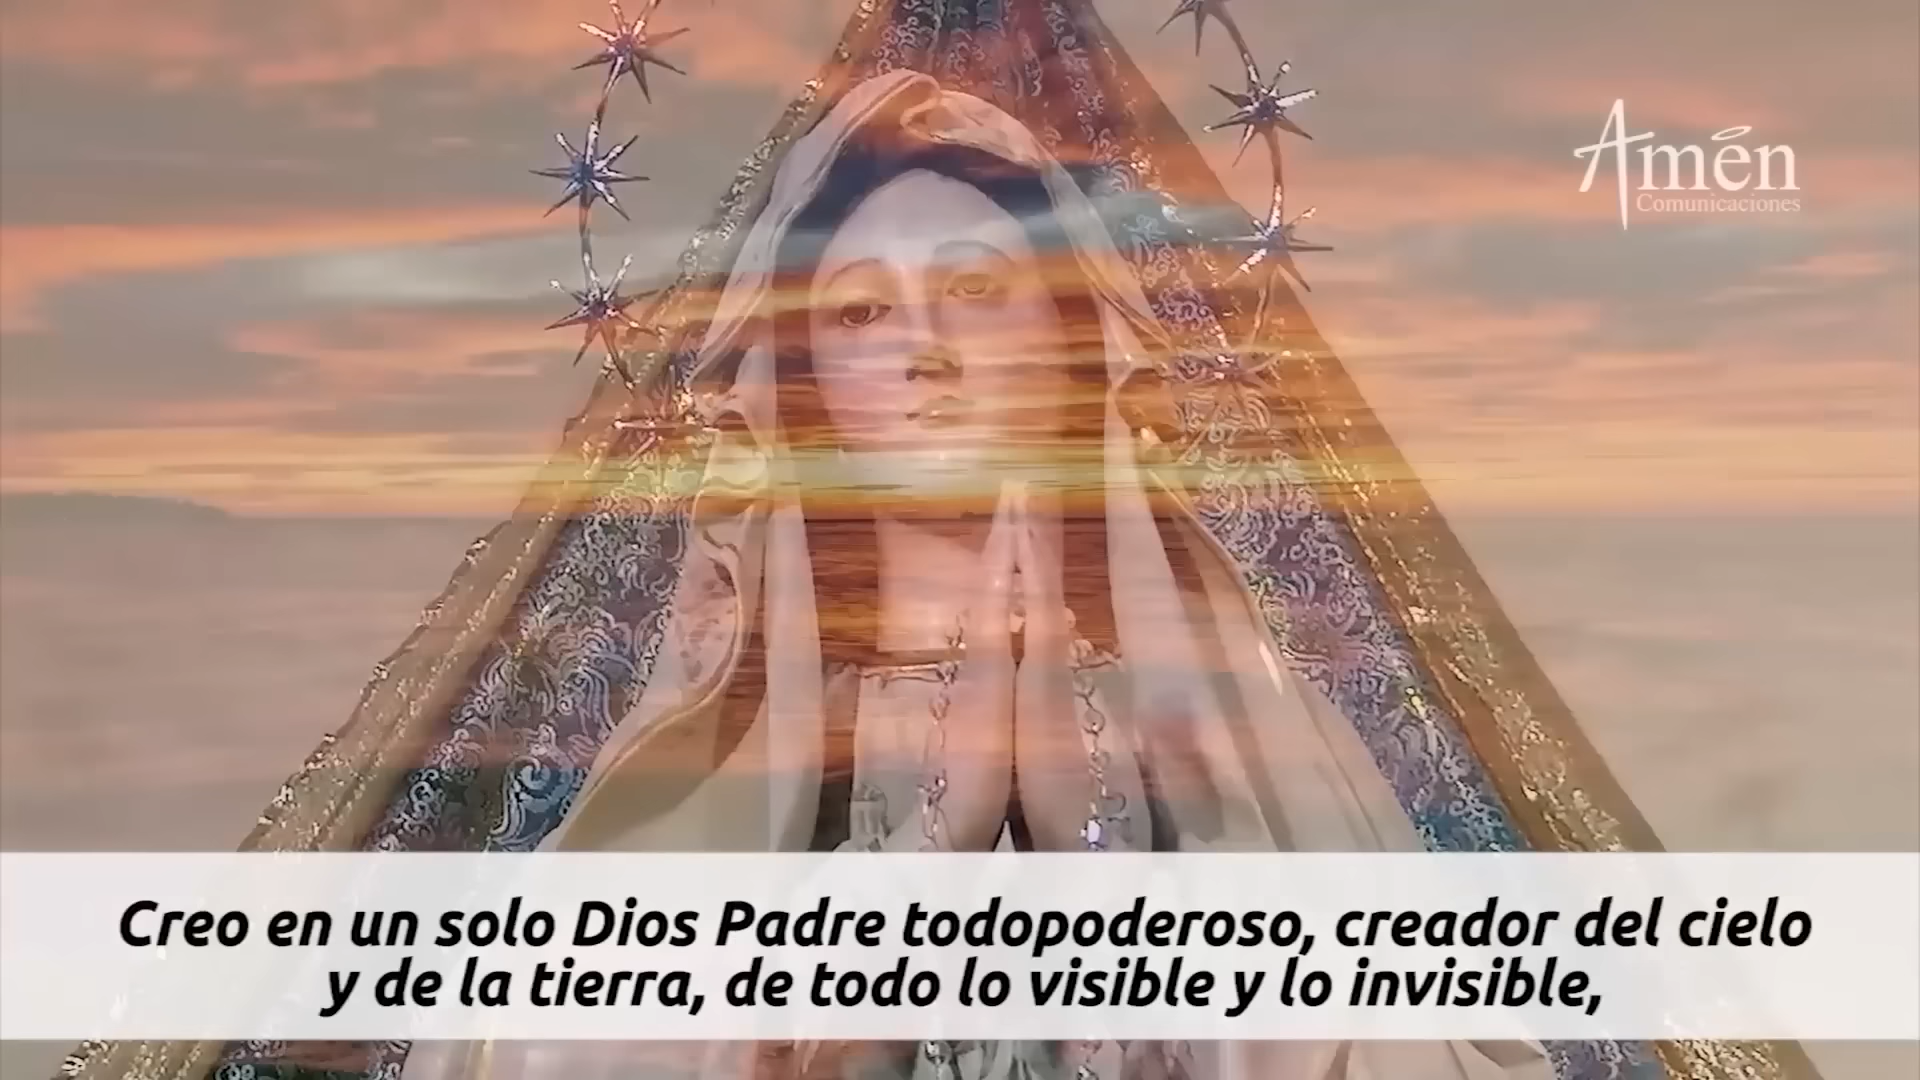 Amén
Comunicaciones
Creo en un solo Dios Padre todopoderoso, creador del cielo
y de la tierra, de todo lo visible y lo invisible,